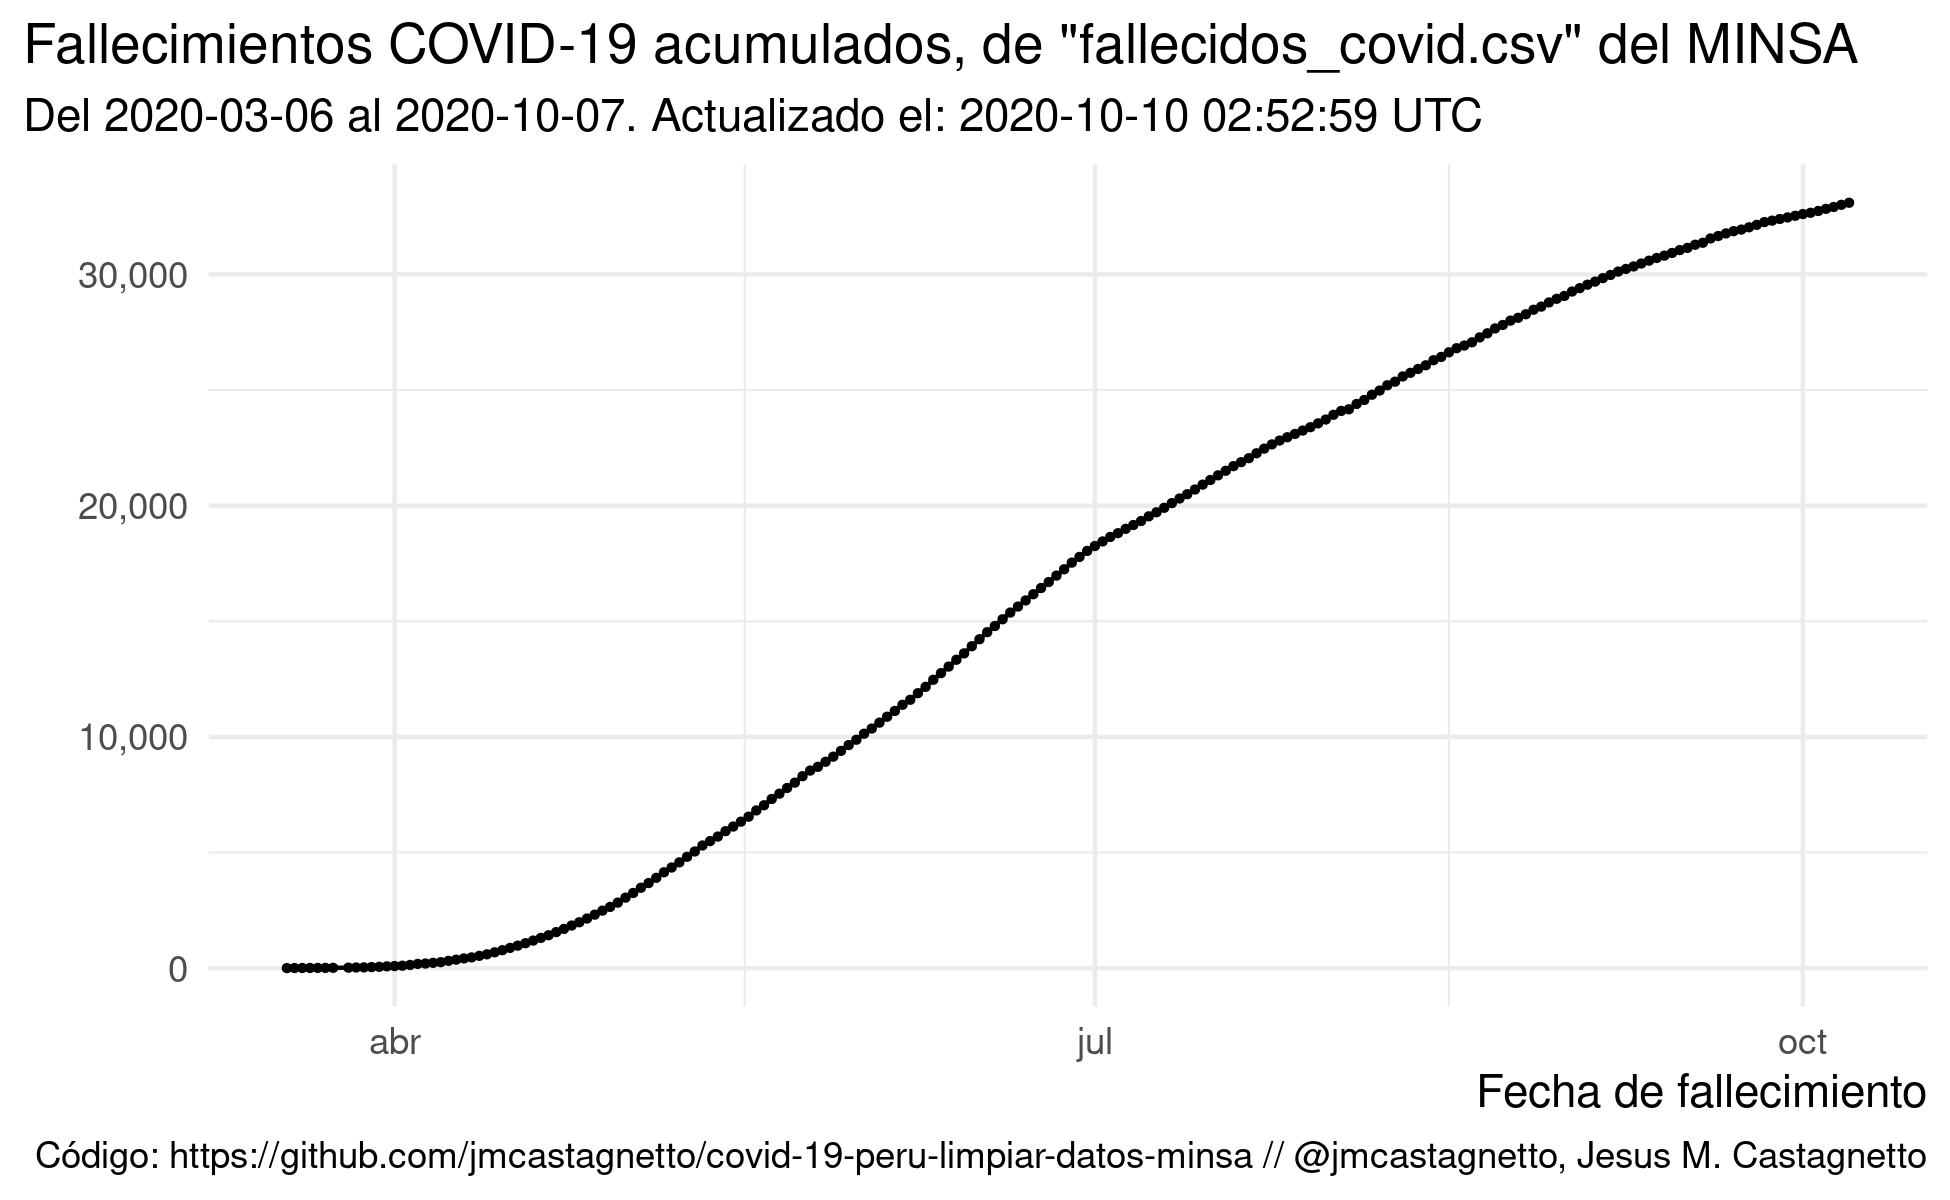 Fallecimientos COVID-19 acumulados, de "fallecidos_covid.csv" del MINSA
Del 2020-03-06 al 2020-10-07. Actualizado el: 2020-10-10 02:52:59 UTC
30,000
20,000
10,000
0
abr
jul
oct
Fecha de fallecimiento
Código: https://github.com/jmcastagnetto/covid-19-peru-limpiar-datos-minsa // @jmcastagnetto, Jesus M. Castagnetto